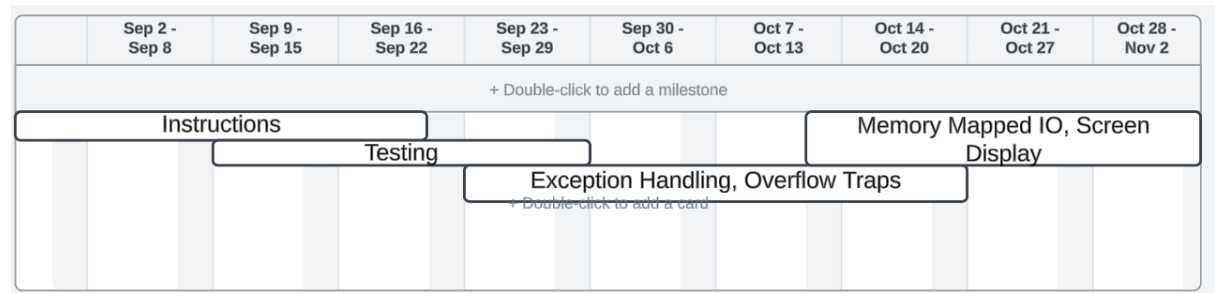 Sep 2 -
Sep 8
Sep 9 -
Sep 15
Sep 16 -
Sep 22
Sep 23 -
Sep 29
Sep 30 -
Oct 6
Oct 7 -
Oct 13
Oct 14 -
Oct 20
Oct 21 -
Oct 27
Oct 28 -
Nov 2
+ Double-click to add a milestone
Instructions
Memory Mapped IO, Screen
Display
Testing
Exception Handling, Overflow Traps
+ Double-click to add a card